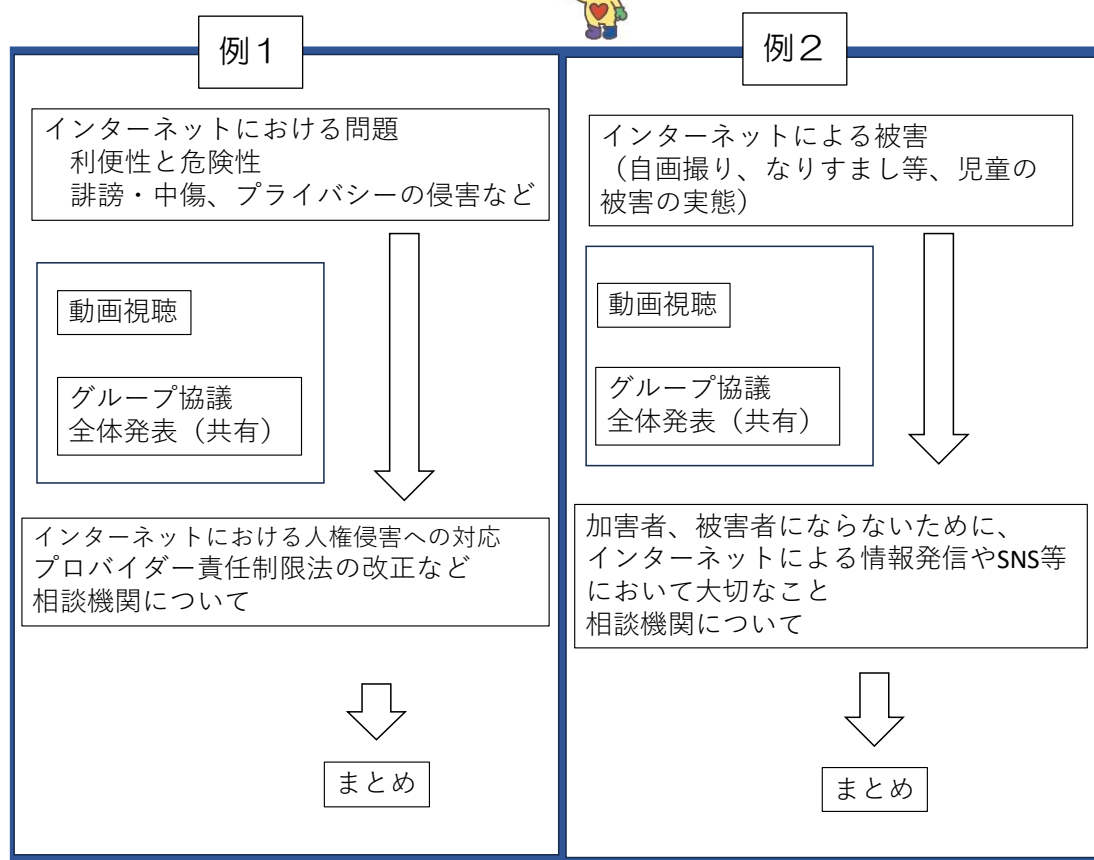 例１
インターネットにおける問題
利便性と危険性
誹謗・中傷、プライバシーの侵害など
動画視聴
グループ協議
全体発表（共有）
インターネットにおける人権侵害への対応
プロバイダー責任制限法の改正など
相談機関について
まとめ
例２
インターネットによる被害
（自画撮り、なりすまし等、児童の
被害の実態）
動画視聴
グループ協議
全体発表（共有）
加害者、被害者にならないために、
インターネットによる情報発信やSNS等
において大切なこと
相談機関について
まとめ